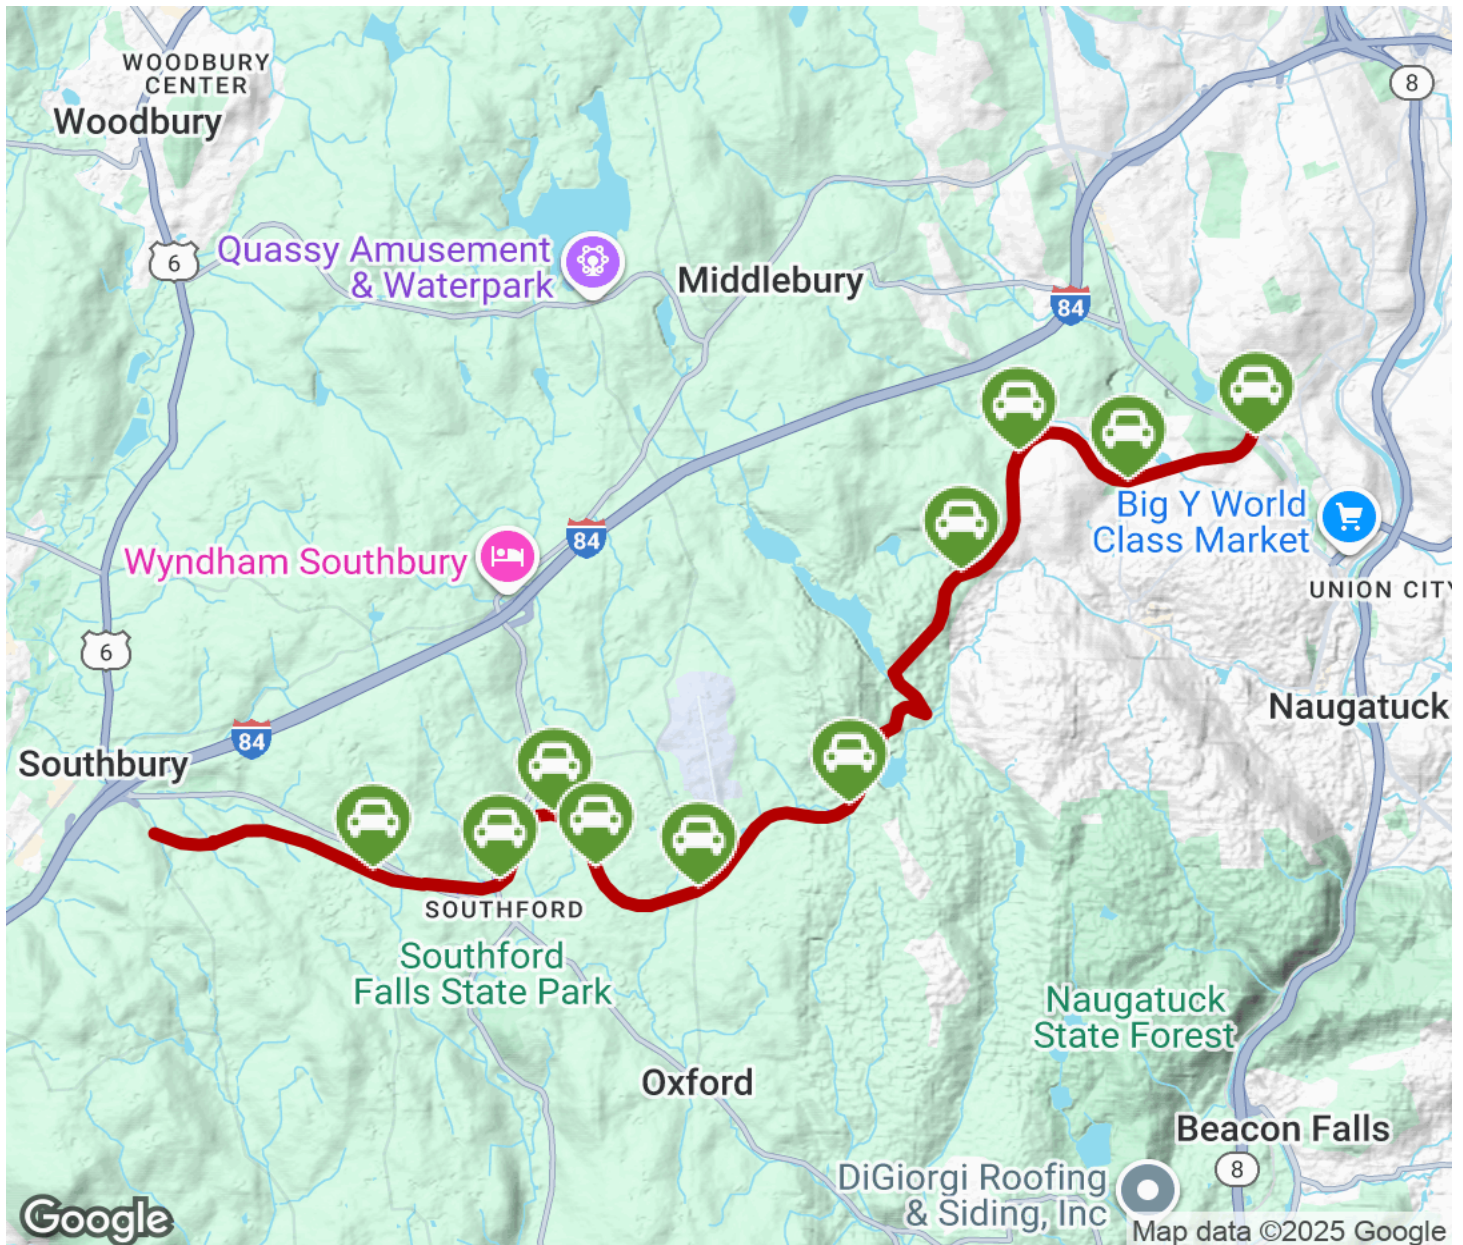 WOODBURY
CENTER
Woodbury
8
6
Quassy Amusement
& Waterpark
Middlebury
84
Big Y World
Class Market
84
Wyndham Southbury
UNION CITY
6
Naugatuck
84
Southbury
SOUTHFORD
Southford
Falls State Park
Naugatuck
State Forest
Oxford
Beacon Falls
8
DiGiorgi Roofing
& Siding, Inc
Google
Map data ©2025 Google